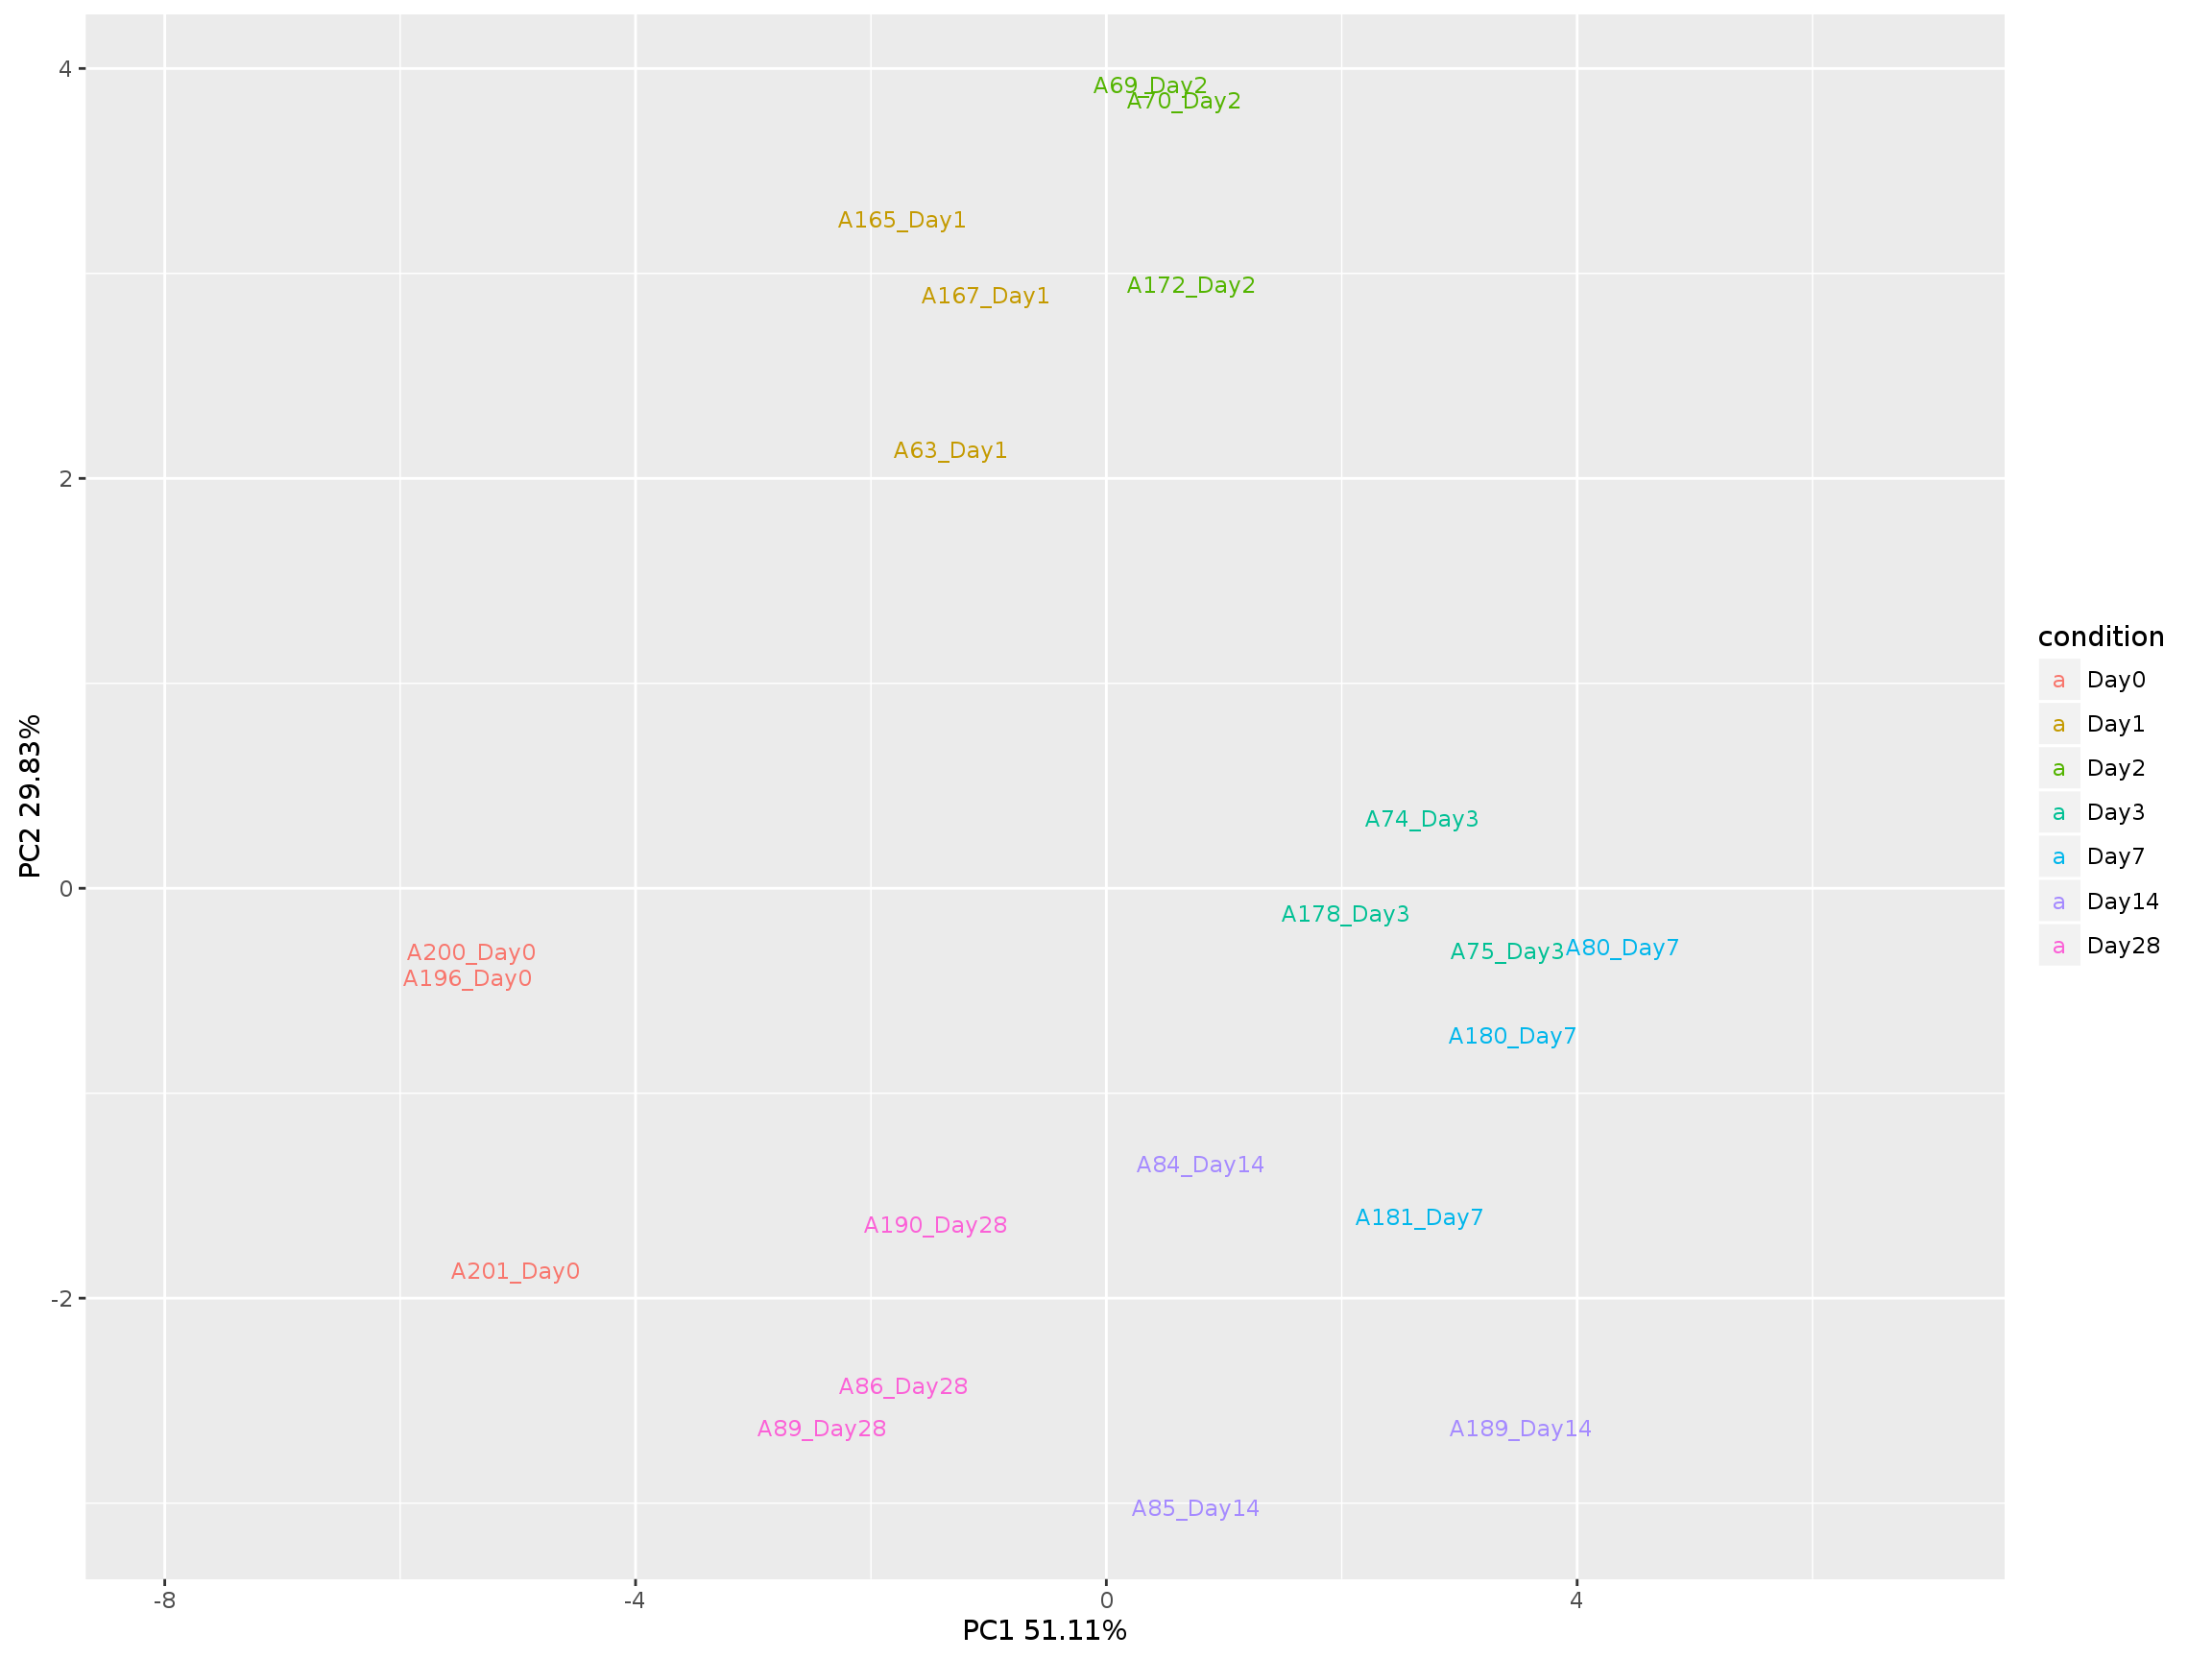 4
A69_Day2
A70_Day2
A165_Day1
A172_Day2
A167_Day1
A63_Day1
2
condition
a Day0
a Day1
a Day2
a Day3
a Day7
a Day14
a Day28
PC2 29.83%
A74_Day3
0
A178_Day3
A200_Day0
A75_Day3
A80_Day7
A196_Day0
A180_Day7
A84_Day14
A181_Day7
A190_Day28
A201_Day0
-2
A86_Day28
A89_Day28
A189_Day14
A85_Day14
-8 -4 0 4
PC1 51.11%